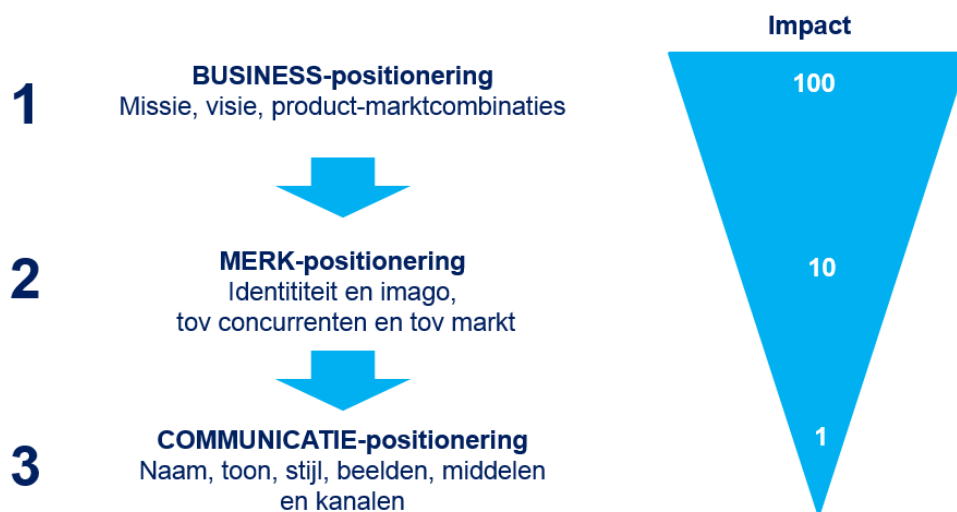 Impact
1
BUSINESS-positionering
Missie, visie, product-marktcombinaties
100
2
MERK-positionering
Identititeit en imago,
tov concurrenten en tov markt
10
3
COMMUNICATIE-positionering
Naam, toon, stijl, beelden, middelen
en kanalen
1